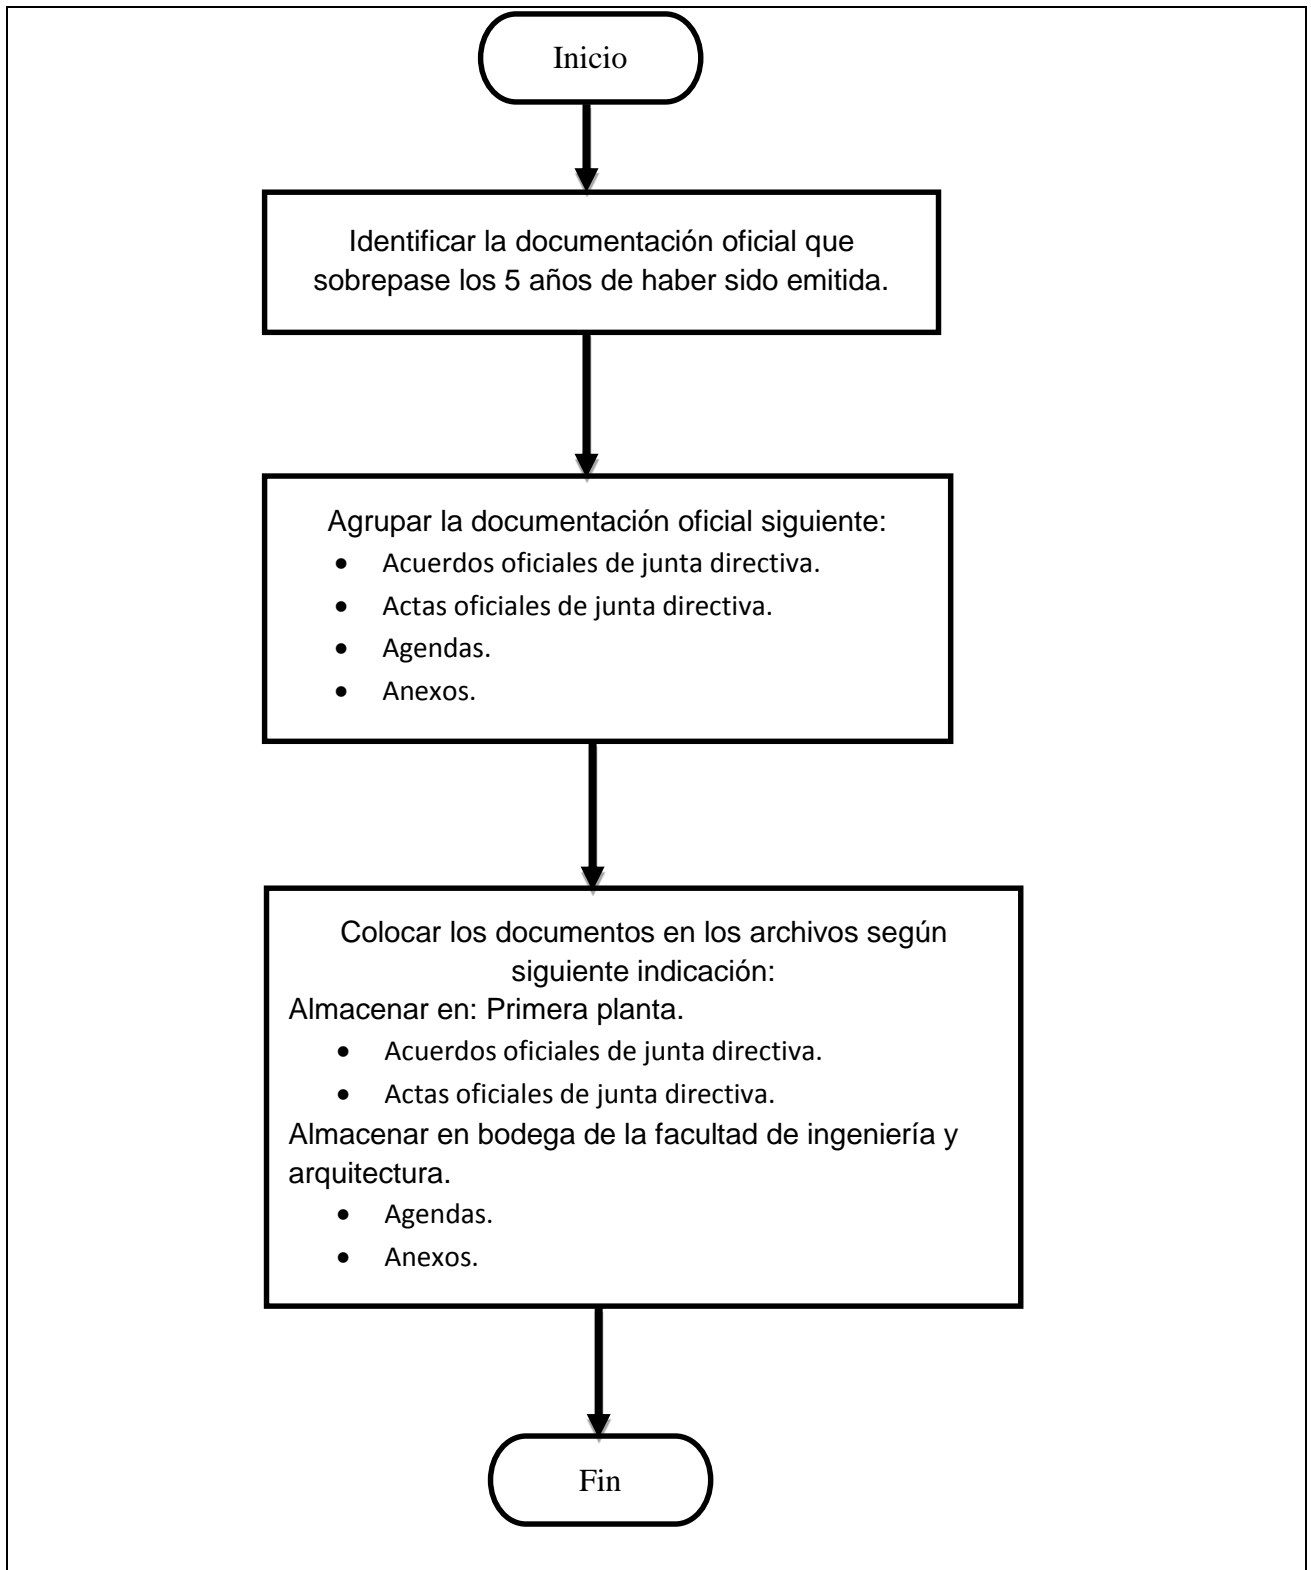 Inicio
Identificar la documentación oficial que
sobrepase los 5 años de haber sido emitida.
Agrupar la documentación oficial siguiente:
• Acuerdos oficiales de junta directiva.
• Actas oficiales de junta directiva.
• Agendas.
• Anexos.
Colocar los documentos en los archivos según
siguiente indicación:
Almacenar en: Primera planta.
• Acuerdos oficiales de junta directiva.
• Actas oficiales de junta directiva.
Almacenar en bodega de la facultad de ingeniería y
arquitectura.
• Agendas.
• Anexos.
Fin